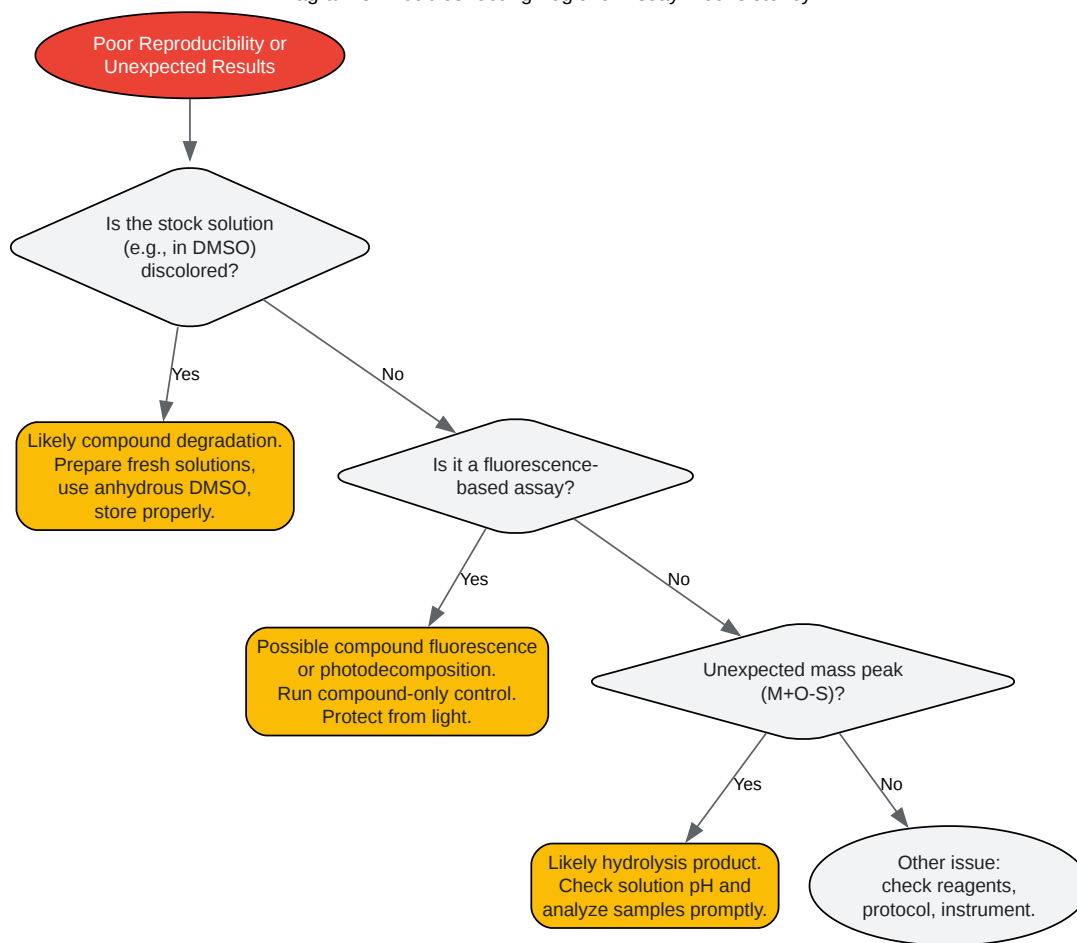 Poor Reproducibility or
Unexpected Results
Is the stock solution
(e.g., in DMSO)
discolored?
Yes
No
Likely compound degradation.
Prepare fresh solutions,
use anhydrous DMSO,
store properly.
Is it a fluorescence-
based assay?
Yes
No
Possible compound fluorescence
or photodecomposition.
Run compound-only control.
Protect from light.
Unexpected mass peak
(M+O-S)?
Yes
No
Likely hydrolysis product.
Check solution pH and
analyze samples promptly.
Other issue:
check reagents,
protocol, instrument.